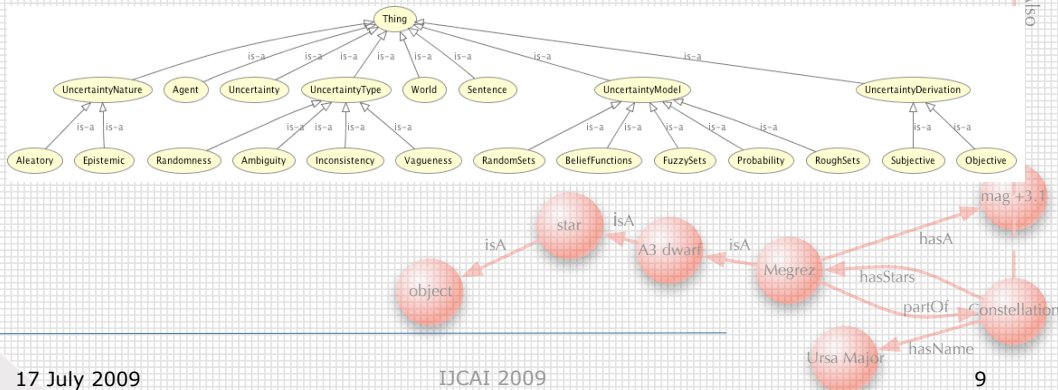 Thing
is-a is-a is-a is-a is-a is-a is-a is-a
UncertaintyNature Agent Uncertainty UncertaintyType World Sentence UncertaintyModel UncertaintyDerivation
is-a is-a is-a is-a is-a is-a is-a is-a is-a is-a is-a is-a is-a
Aleatory Epistemic Randomness Ambiguity Inconsistency Vagueness RandomSets BeliefFunctions FuzzySets Probability RoughSets Subjective Objective
mag +3.1
star isA A3 dwarf hasA
isA isA
Megrez
object hasStars
partOf Constellation
Ursa Major hasName
17 July 2009 IJCAI 2009 9